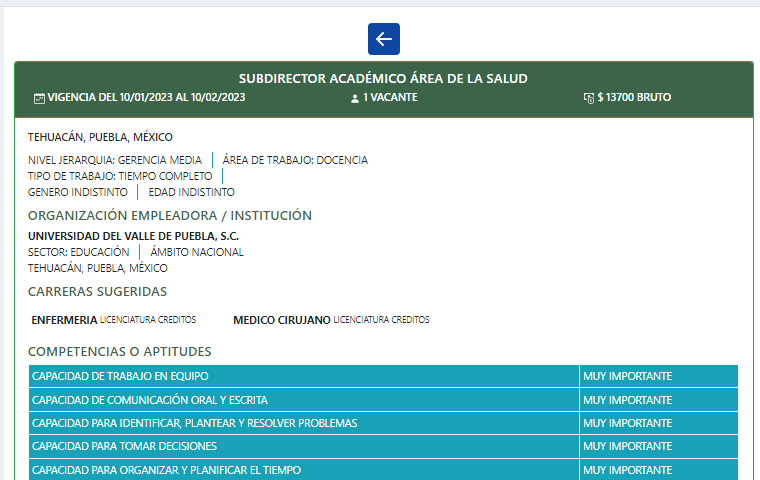 SUBDIRECTOR ACADÉMICO ÁREA DE LA SALUD
VIGENCIA DEL 10/01/2023 AL 10/02/2023 1 VACANTE $ 13700 BRUTO
TEHUACÁN, PUEBLA, MÉXICO
NIVEL JERARQUIA: GERENCIA MEDIA ÁREA DE TRABAJO: DOCENCIA
TIPO DE TRABAJO: TIEMPO COMPLETO
GENERO INDISTINTO EDAD INDISTINTO
ORGANIZACIÓN EMPLEADORA / INSTITUCIÓN
UNIVERSIDAD DEL VALLE DE PUEBLA, S.C.
SECTOR: EDUCACIÓN ÁMBITO NACIONAL
TEHUACÁN, PUEBLA, MÉXICO
CARRERAS SUGERIDAS
ENFERMERIA LICENCIATURA CREDITOS MEDICO CIRUJANO LICENCIATURA CREDITOS
COMPETENCIAS O APTITUDES
CAPACIDAD DE TRABAJO EN EQUIPO MUY IMPORTANTE
CAPACIDAD DE COMUNICACIÓN ORAL Y ESCRITA MUY IMPORTANTE
CAPACIDAD PARA IDENTIFICAR, PLANTEAR Y RESOLVER PROBLEMAS MUY IMPORTANTE
CAPACIDAD PARA TOMAR DECISIONES MUY IMPORTANTE
CAPACIDAD PARA ORGANIZAR Y PLANIFICAR EL TIEMPO MUY IMPORTANTE